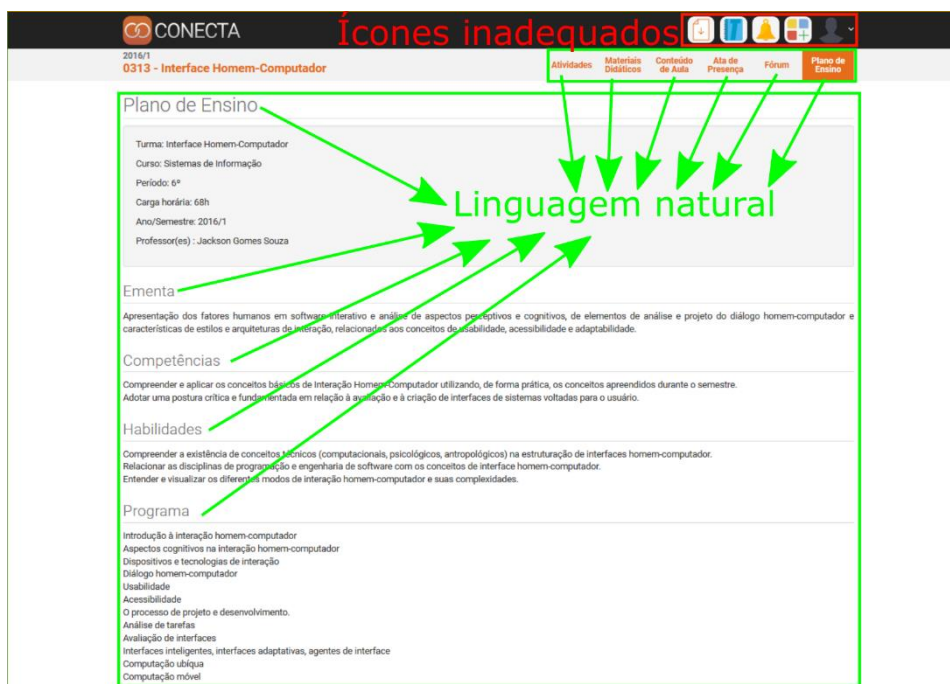 CONECTA
Ícones inadequados
2016/1
0313 - Interface Homem-Computador
Atividades
Materiais Didáticos
Conteúdo de Aula
Ata de Presença
Fórum
Plano de Ensino
Plano de Ensino
Turma: Interface Homem-Computador
Curso: Sistemas de Informação
Período: 6º
Carga horária: 68h
Ano/Semestre: 2016/1
Professor(es) : Jackson Gomes Souza
Linguagem natural
Ementa
Apresentação dos fatores humanos em software interativo e análise de aspectos perceptivos e cognitivos, de elementos de análise e projeto do diálogo homem-computador e
características de estilos e arquiteturas de interação, relacionados aos conceitos de usabilidade, acessibilidade e adaptabilidade.
Competências
Compreender e aplicar os conceitos básicos de Interação Homem-Computador utilizando, de forma prática, os conceitos apreendidos durante o semestre.
Adotar uma postura crítica e fundamentada em relação à avaliação e à criação de interfaces de sistemas voltadas para o usuário.
Habilidades
Compreender a existência de conceitos técnicos (computacionais, psicológicos, antropológicos) na estruturação de interfaces homem-computador.
Relacionar as disciplinas de programação e engenharia de software com os conceitos de interface homem-computador.
Entender e visualizar os diferentes modos de interação homem-computador e suas complexidades.
Programa
Introdução à interação homem-computador
Aspectos cognitivos na interação homem-computador
Dispositivos e tecnologias de interação
Diálogo homem-computador
Usabilidade
Acessibilidade
O processo de projeto e desenvolvimento.
Análise de tarefas
Avaliação de interfaces
Interfaces inteligentes, interfaces adaptativas, agentes de interface
Computação ubíqua
Computação móvel